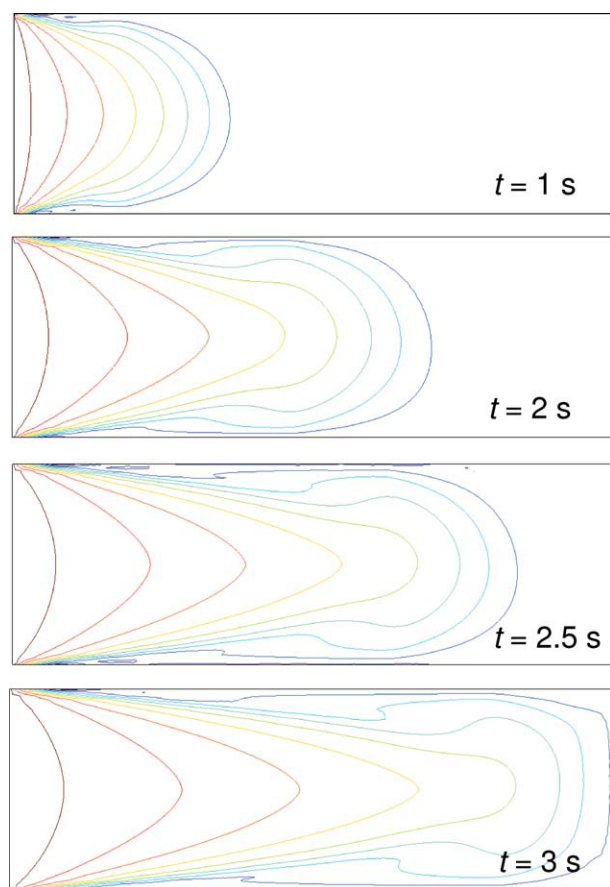 t = 1 s
t = 2 s
t = 2.5 s
t = 3 s